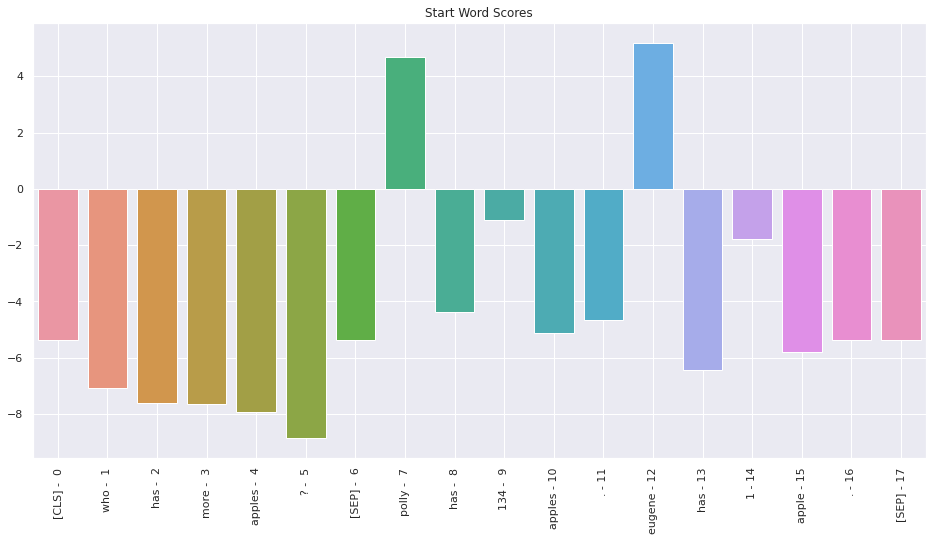 Start Word Scores
4
2
0
−2
−4
−6
−8
[CLS] - 0
who - 1
has - 2
more - 3
apples - 4
? - 5
[SEP] - 6
polly - 7
has - 8
134 - 9
apples - 10
. - 11
eugene - 12
has - 13
1 - 14
apple - 15
. - 16
[SEP] - 17